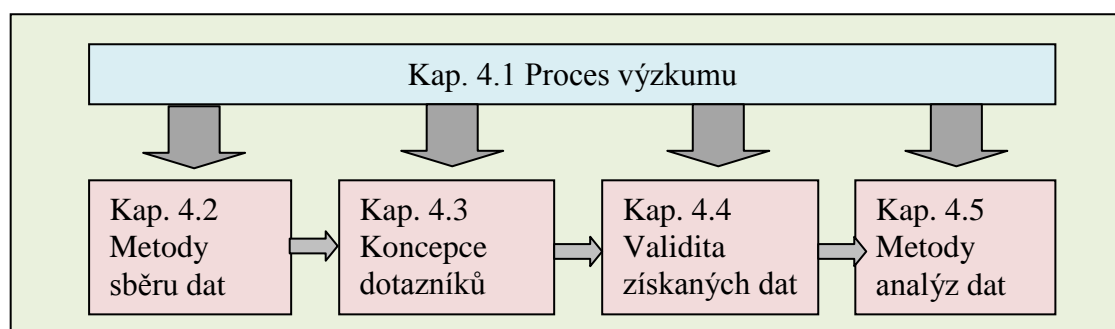 Kap. 4.1 Proces výzkumu
Kap. 4.2
Metody
sběru dat
Kap. 4.3
Koncepce
dotazníků
Kap. 4.4
Validita
získaných dat
Kap. 4.5
Metody
analýz dat